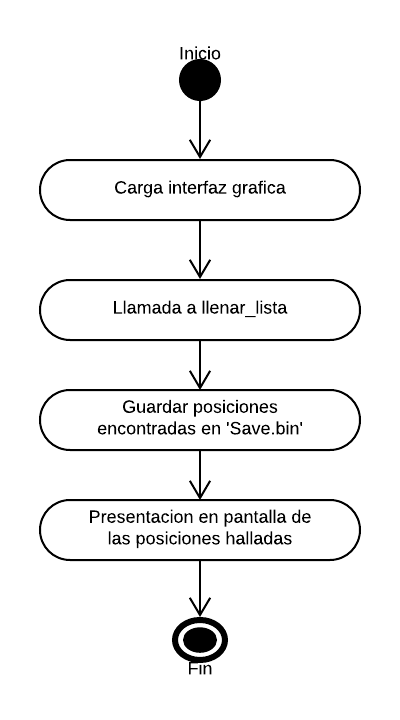 Inicio
Carga interfaz grafica
Llamada a llenar_lista
Guardar posiciones
encontradas en 'Save.bin'
Presentacion en pantalla de
las posiciones halladas
Fin